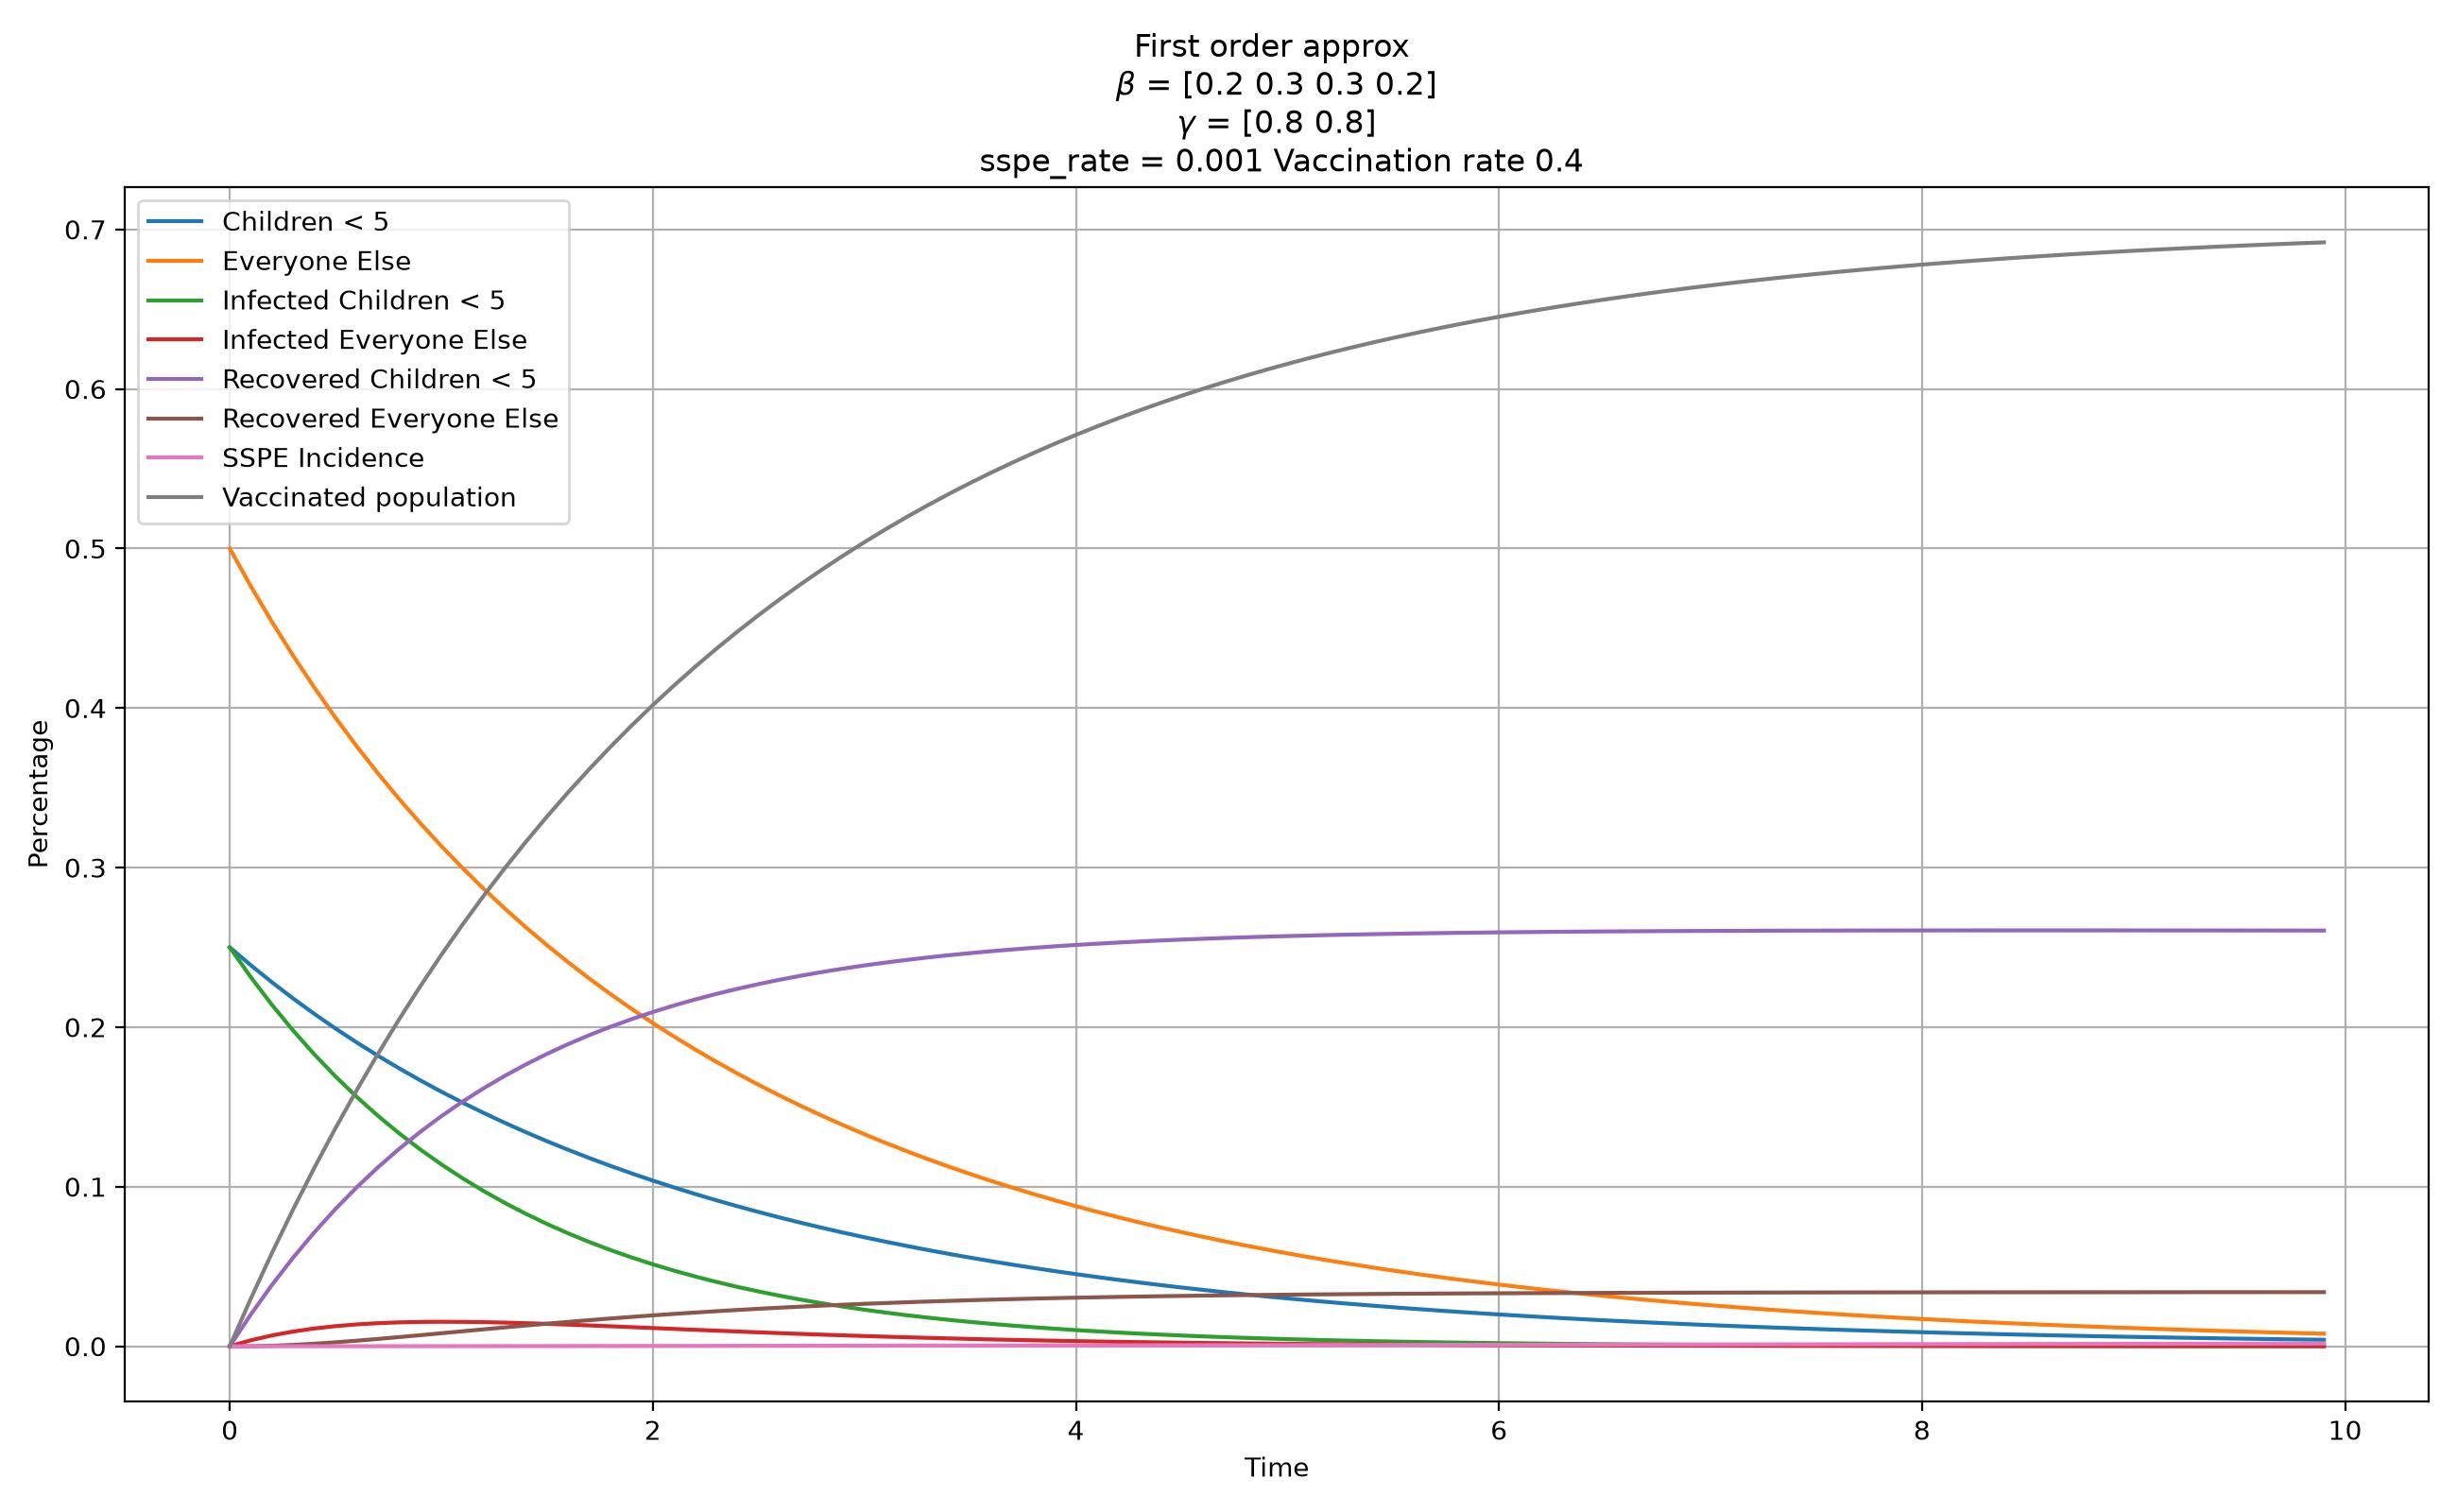 First order approx
β = [0.2 0.3 0.3 0.2]
γ = [0.8 0.8]
sspe_rate = 0.001 Vaccination rate 0.4
Children < 5
Everyone Else
Infected Children < 5
Infected Everyone Else
Recovered Children < 5
Recovered Everyone Else
SSPE Incidence
Vaccinated population
Percentage
0.7
0.6
0.5
0.4
0.3
0.2
0.1
0.0
0 2 4 6 8 10
Time